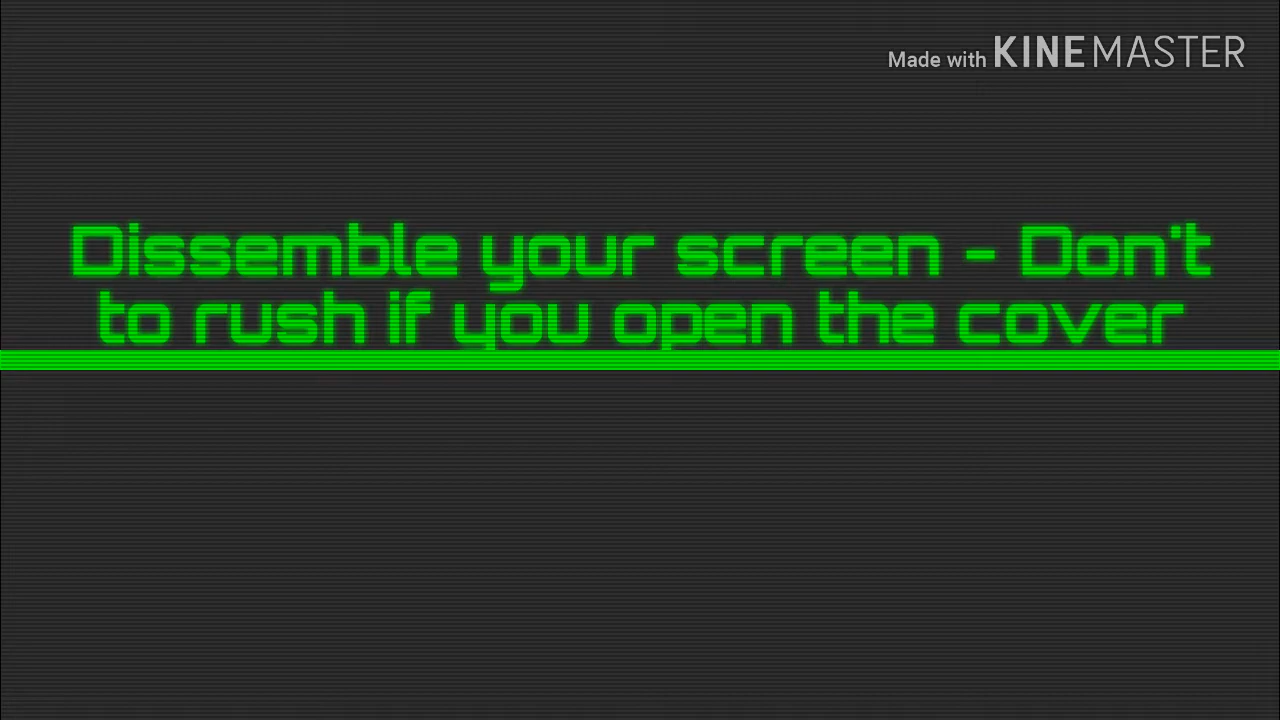 Made with KINEMASTER
Dissemble your screen - Don't
to rush if you open the cover